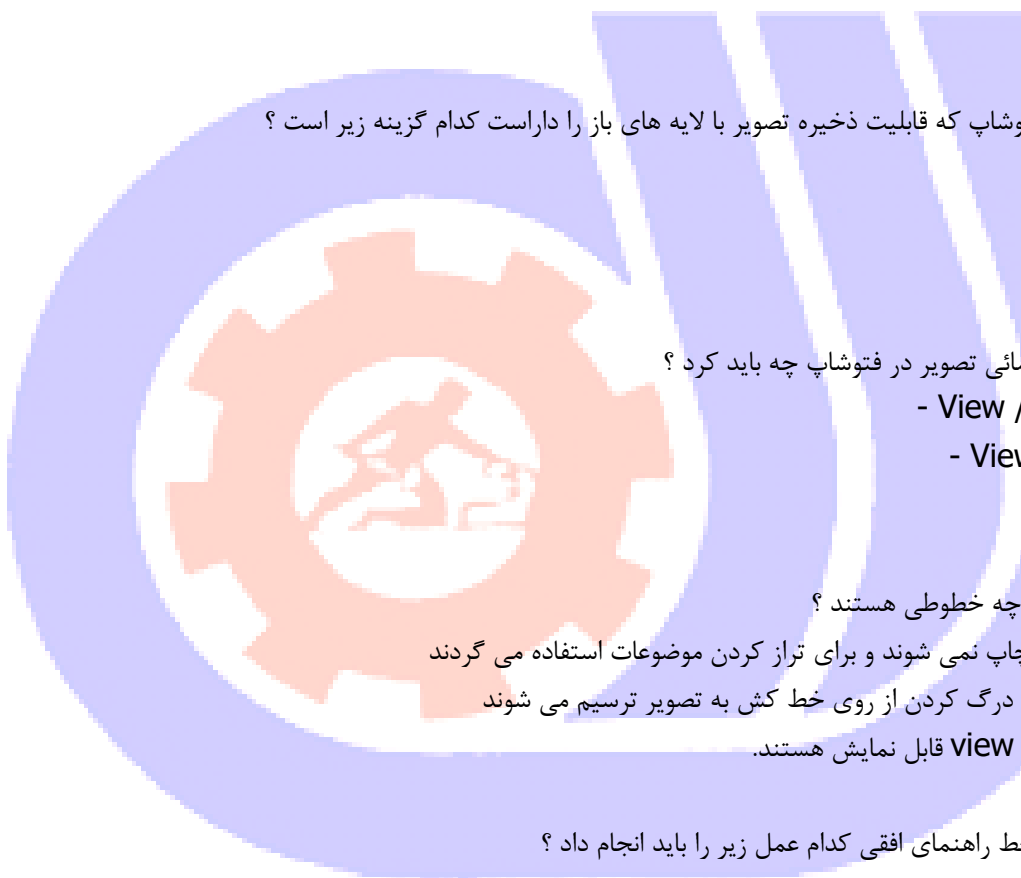 وشاپ که قابلیت ذخیره تصویر با لایه های باز را داراست کدام گزینه زیر است ؟
ائی تصویر در فتوشاپ چه باید کرد ؟
- View /
- View
چه خطوطی هستند ؟
چاپ نمی شوند و برای تراز کردن موضوعات استفاده می گردند
درگ کردن از روی خط کش به تصویر ترسیم می شوند
view قابل نمایش هستند.
خط راهنمای افقی کدام عمل زیر را باید انجام داد ؟